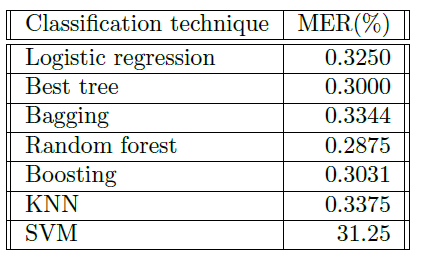 Classification technique MER(%)
Logistic regression 0.3250
Best tree 0.3000
Bagging 0.3344
Random forest 0.2875
Boosting 0.3031
KNN 0.3375
SVM 31.25